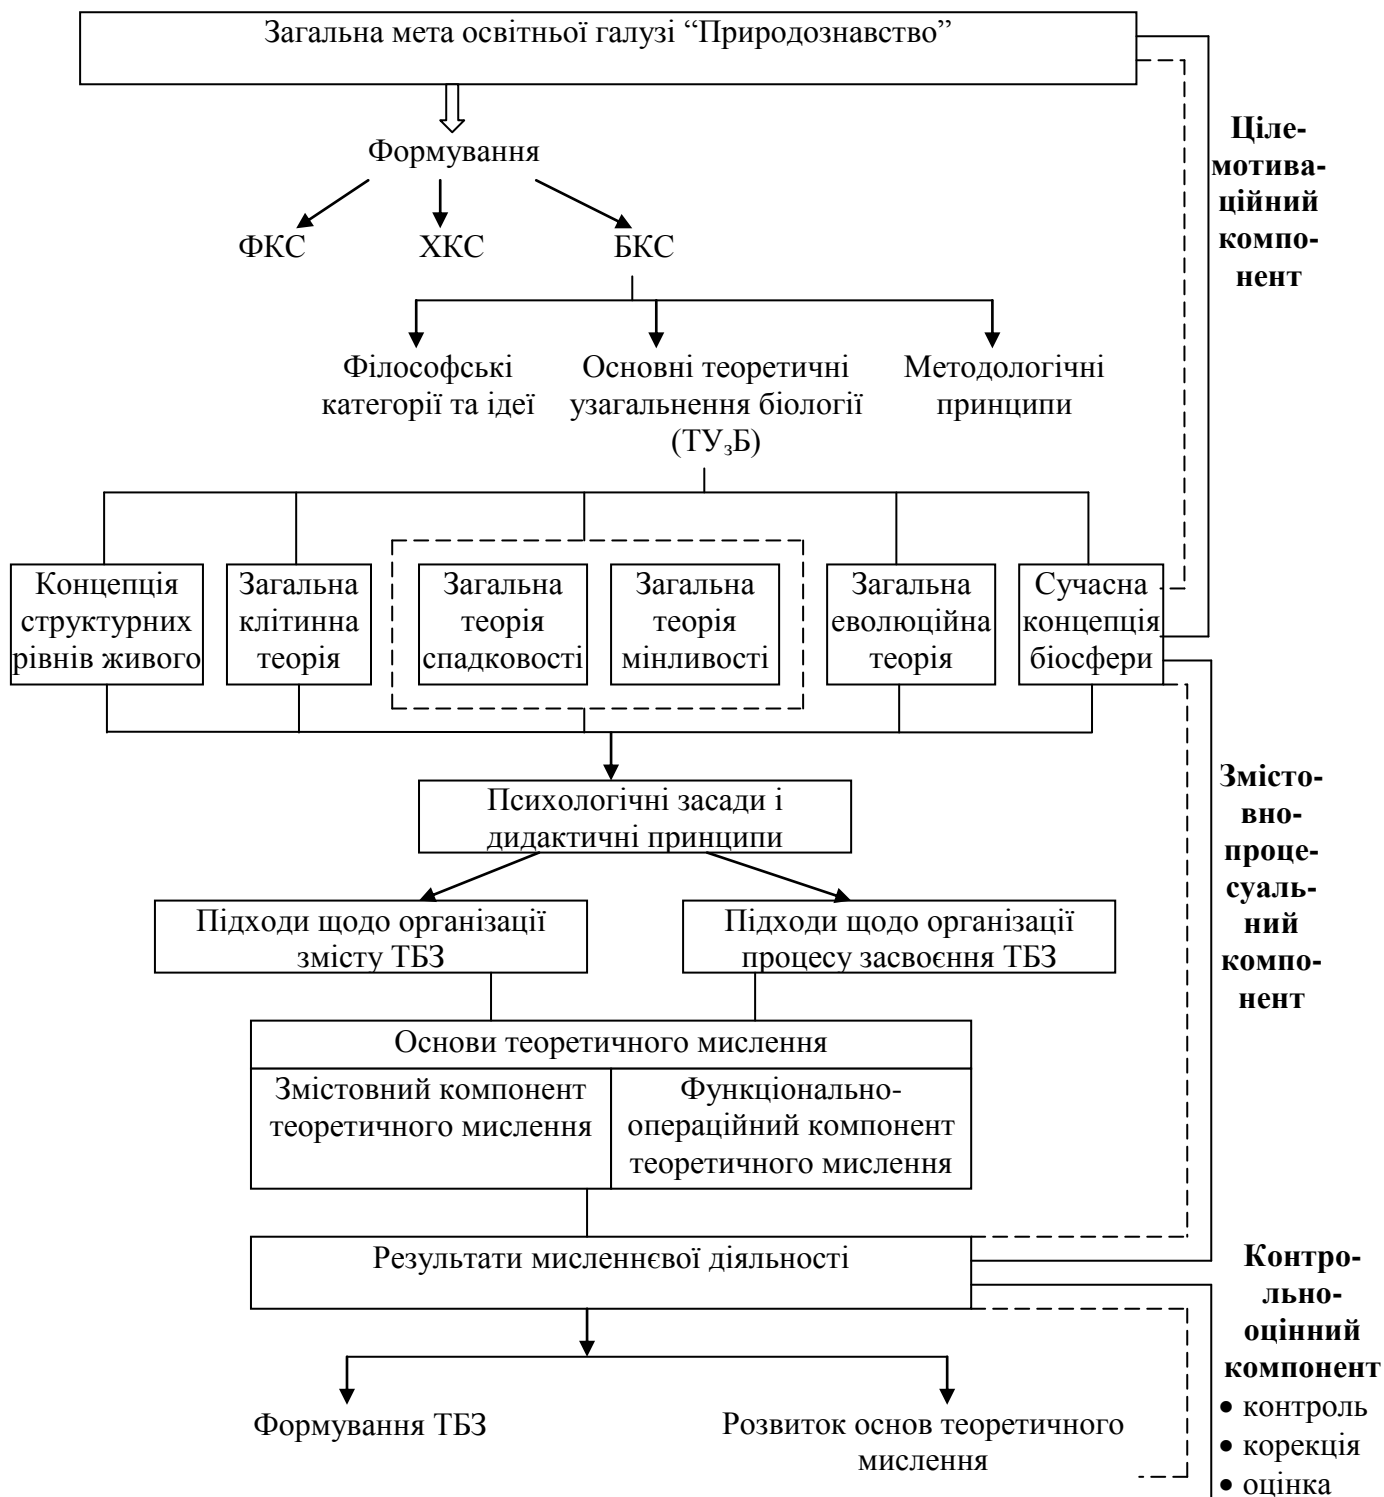 Загальна мета освітньої галузі “Природознавство”
Формування
ФКС
ХКС
БКС
Філософські
категорії та ідеї
Основні теоретичні
узагальнення біології
(ТУзБ)
Методологічні
принципи
Ціле-
мотива-
ційний
компо-
нент
Концепція
структурних
рівнів живого
Загальна
клітинна
теорія
Загальна
теорія
спадковості
Загальна
теорія
мінливості
Загальна
еволюційна
теорія
Сучасна
концепція
біосфери
Психологічні засади і
дидактичні принципи
Підходи щодо організації
змісту ТБЗ
Підходи щодо організації
процесу засвоєння ТБЗ
Змісто-
вно-
проце-
суаль-
ний
компо-
нент
Основи теоретичного мислення
Змістовний компонент
теоретичного мислення
Функціонально-
операційний компонент
теоретичного мислення
Результати мисленнєвої діяльності
Формування ТБЗ
Розвиток основ теоретичного
мислення
Контро-
льно-
оцінний
компонент
• контроль
• корекція
• оцінка